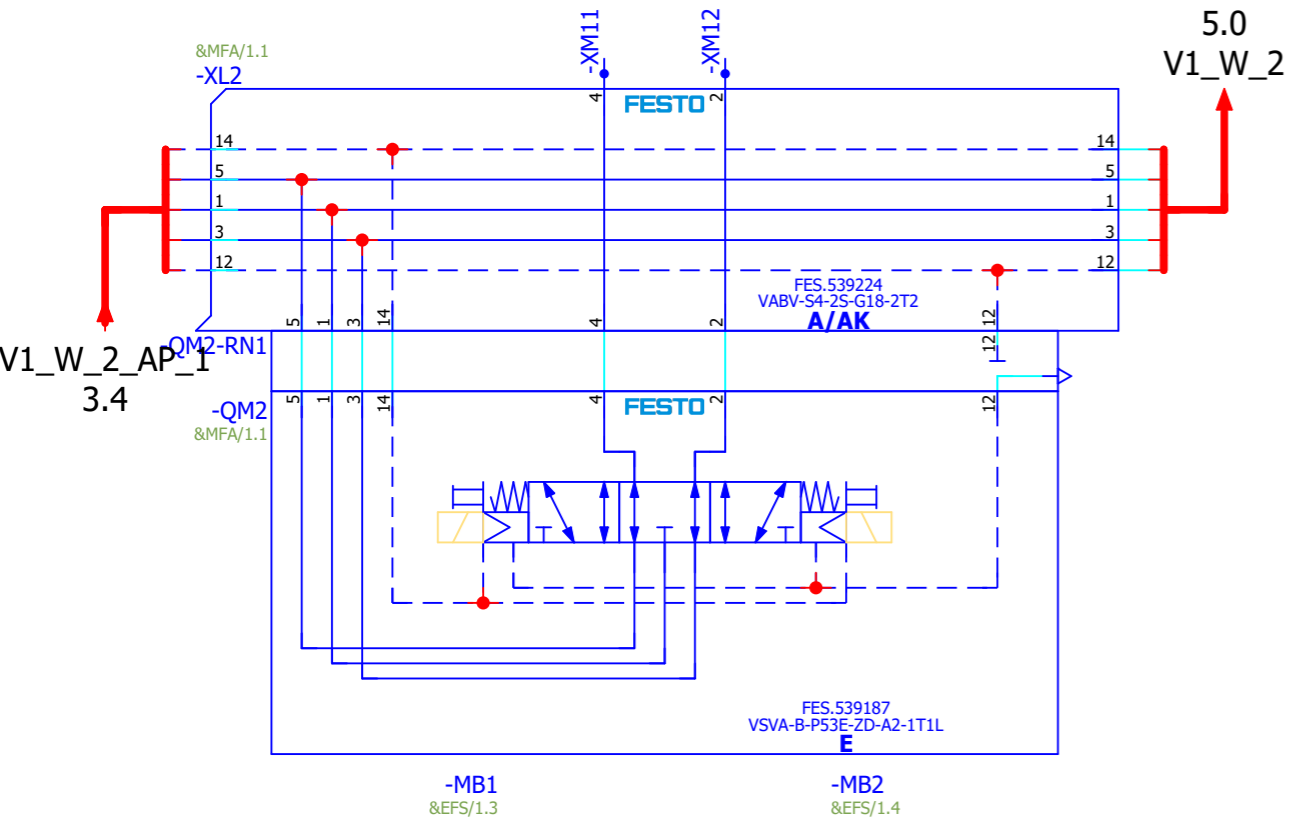 5.0
V1_W_2
-XM11
-XM12
&MFA/1.1
-XL2
4
FESTO
2
14
14
5
5
1
1
3
3
12
12
FES.539224
VABV-S4-2S-G18-2T2
A/AK
5
1
3
14
4
2
12
-QM2-RN1
12
V1_W_2_AP_1
3.4
-QM2
&MFA/1.1
5
1
3
14
4
FESTO
2
12
FES.539187
VSVA-B-P53E-ZD-A2-1T1L
E
-MB1
&EFS/1.3
-MB2
&EFS/1.4